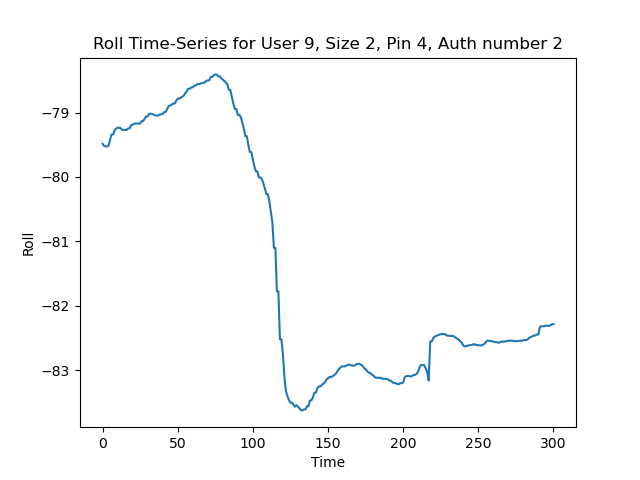 Roll Time-Series for User 9, Size 2, Pin 4, Auth number 2
−79
−80
−81
−82
−83
Roll
0 50 100 150 200 250 300
Time